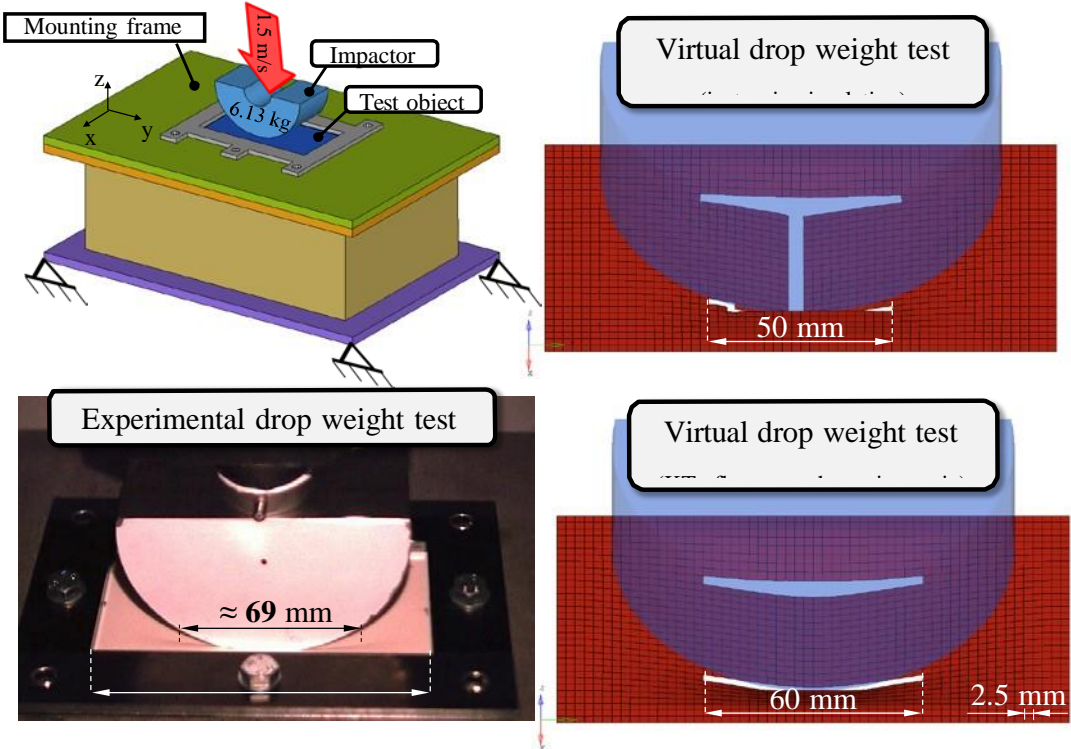 Mounting frame
1.5 m/s
Impactor
Test object
6.13 kg
z
y
x
Virtual drop weight test
50 mm
Experimental drop weight test
≈ 69 mm
Virtual drop weight test
60 mm
2.5 mm